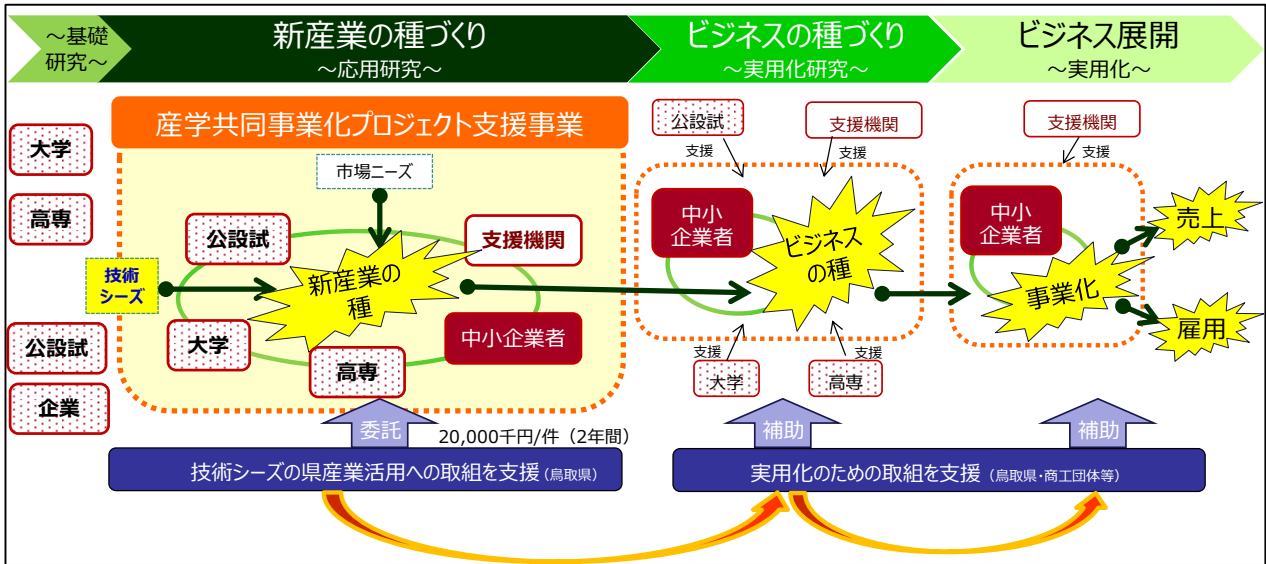 ～基礎
研究～
新産業の種づくり
～応用研究～
ビジネスの種づくり
～実用化研究～
ビジネス展開
～実用化～
産学共同事業化プロジェクト支援事業
大学
高専
技術
シーズ
公設試
企業
市場ニーズ
公設試
支援機関
新産業の
種
大学
高専
中小企業者
公設試
支援機関
支援
支援
中小
企業者
ビジネス
の種
支援
支援
大学
高専
支援機関
支援
中小
企業者
事業化
売上
雇用
委託
20,000千円/件（2年間）
技術シーズの県産業活用への取組を支援（鳥取県）
補助
補助
実用化のための取組を支援（鳥取県・商工団体等）